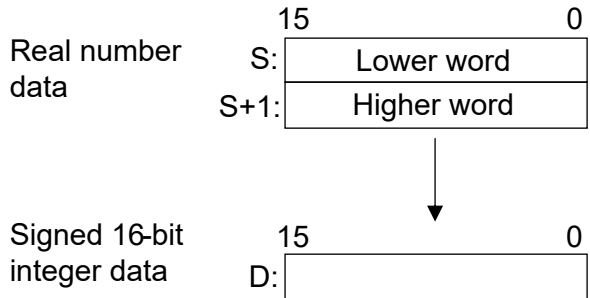 15 0
Real number
data
S: Lower word
S+1: Higher word
Signed 16-bit
integer data
15 0
D: